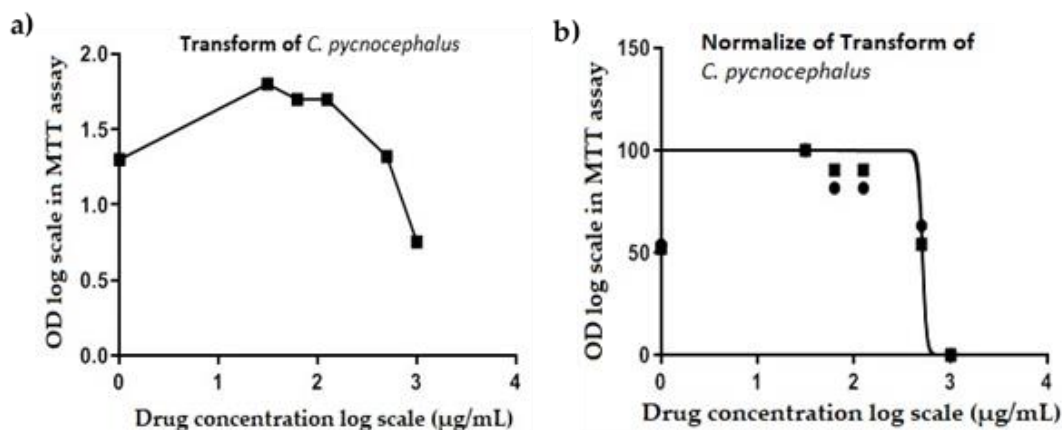 a)
Transform of C. pycnocephalus
OD log scale in MTT assay
2.0
1.5
1.0
0.5
0.0
0
1
2
3
4
Drug concentration log scale (µg/mL)
b)
Normalize of Transform of
C. pycnocephalus
OD log scale in MTT assay
150
100
50
0
0
1
2
3
4
Drug concentration log scale (µg/mL)